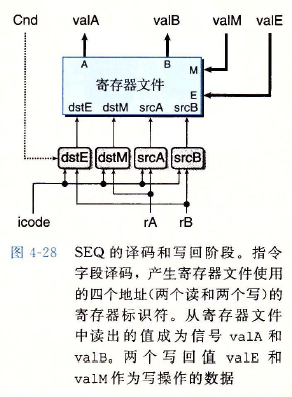 Cnd valA valB valM valE
A B M
寄存器文件
E
dstE dstM srcA srcB
dstE dstM srcA srcB
icode rA rB
图 4-28 SEQ 的译码和写回阶段。指令
字段译码，产生寄存器文件使用
的四个地址(两个读和两个写)的
寄存器标识符。从寄存器文件
中读出的值成为信号 valA 和
valB。两个写回值 valE 和
valM 作为写操作的数据